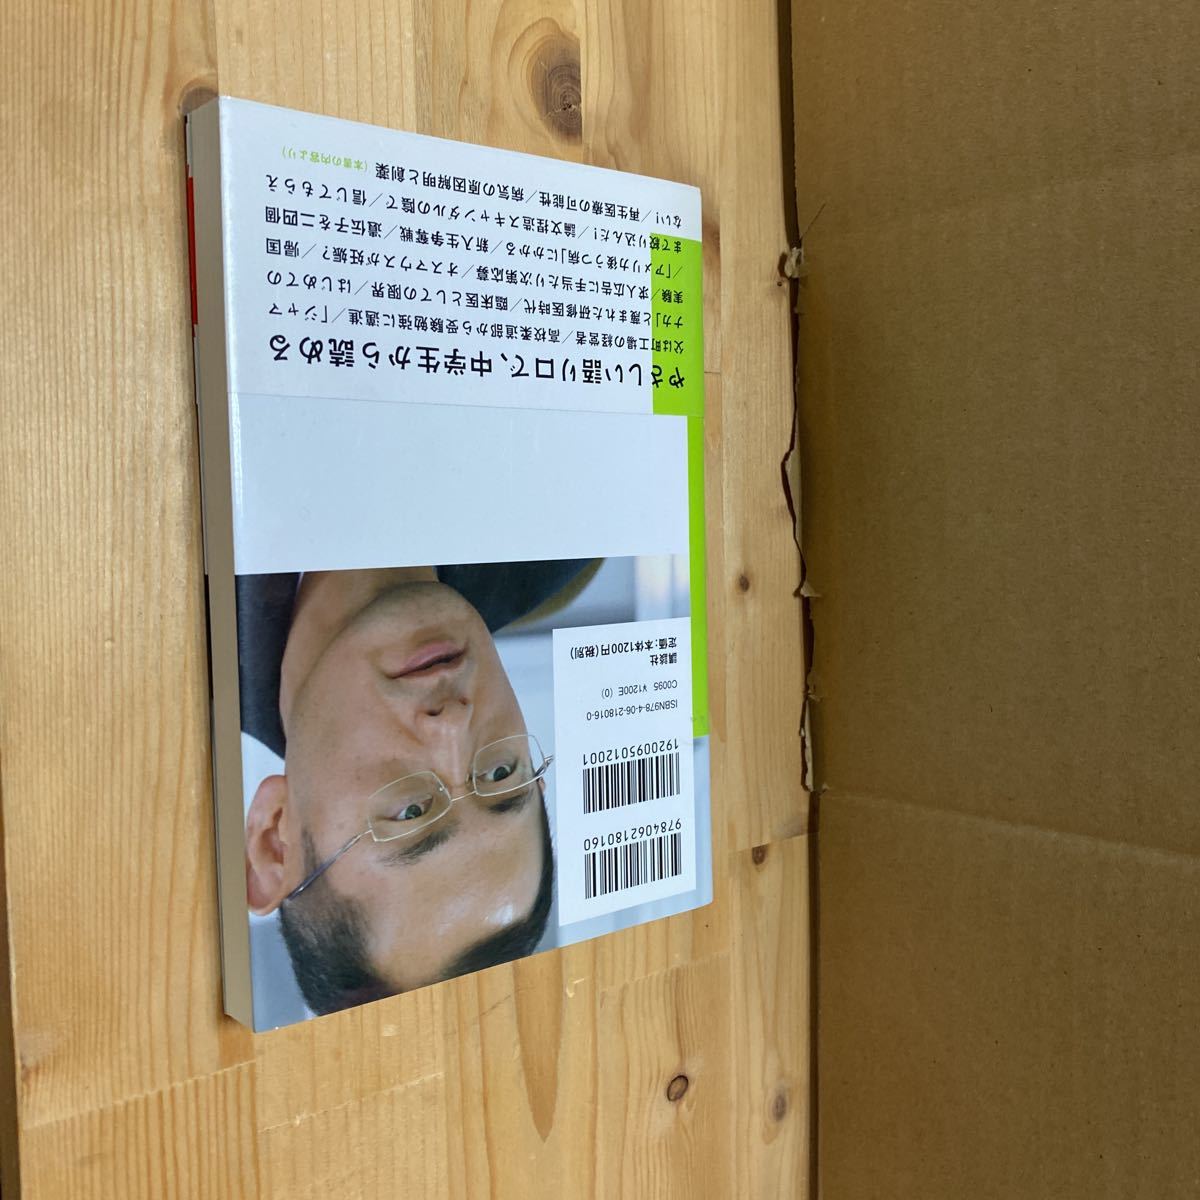 やさしい語り口で、中学生から読める
父は町工場の経営者／高校柔道部から受験勉強に邁進／「ジャマ
ナカ」と蔑まれた研修医時代／臨床医としての限界／はじめての
実験／求人広告に手当たり次第応募／オスマウスが妊娠？／帰国
／「アメリカ後うつ病」にかかる／新入生争奪戦／遺伝子を二四個
まで絞り込んだ！／論文捏造スキャンダルの陰で／信じてもらえ
ない！／再生医療の可能性／病気の原因解明と創薬（本書の内容より）
9784062180160
1920095012001
ISBN978-4-06-218016-0
C0095 ¥1200E (0)
講談社
定価：本体1200円（税別）